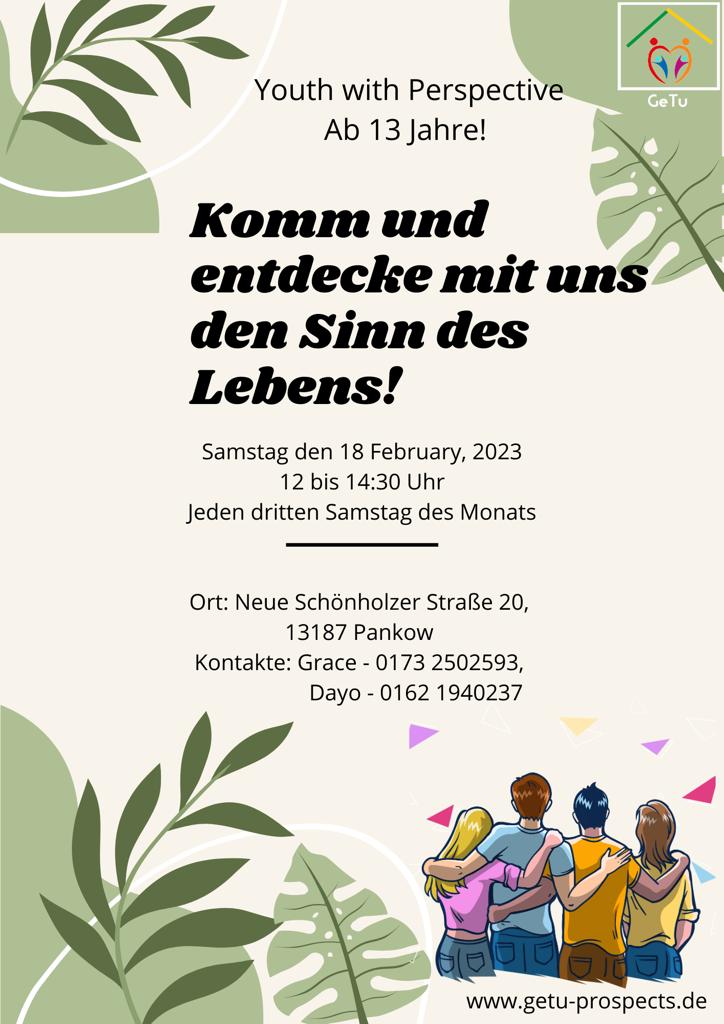 GeTu
Youth with Perspective
Ab 13 Jahre!
Komm und
entdecke mit uns
den Sinn des
Lebens!
Samstag den 18 February, 2023
12 bis 14:30 Uhr
Jeden dritten Samstag des Monats
Ort: Neue Schönholzer Straße 20,
13187 Pankow
Kontakte: Grace - 0173 2502593,
Dayo - 0162 1940237
www.getu-prospects.de